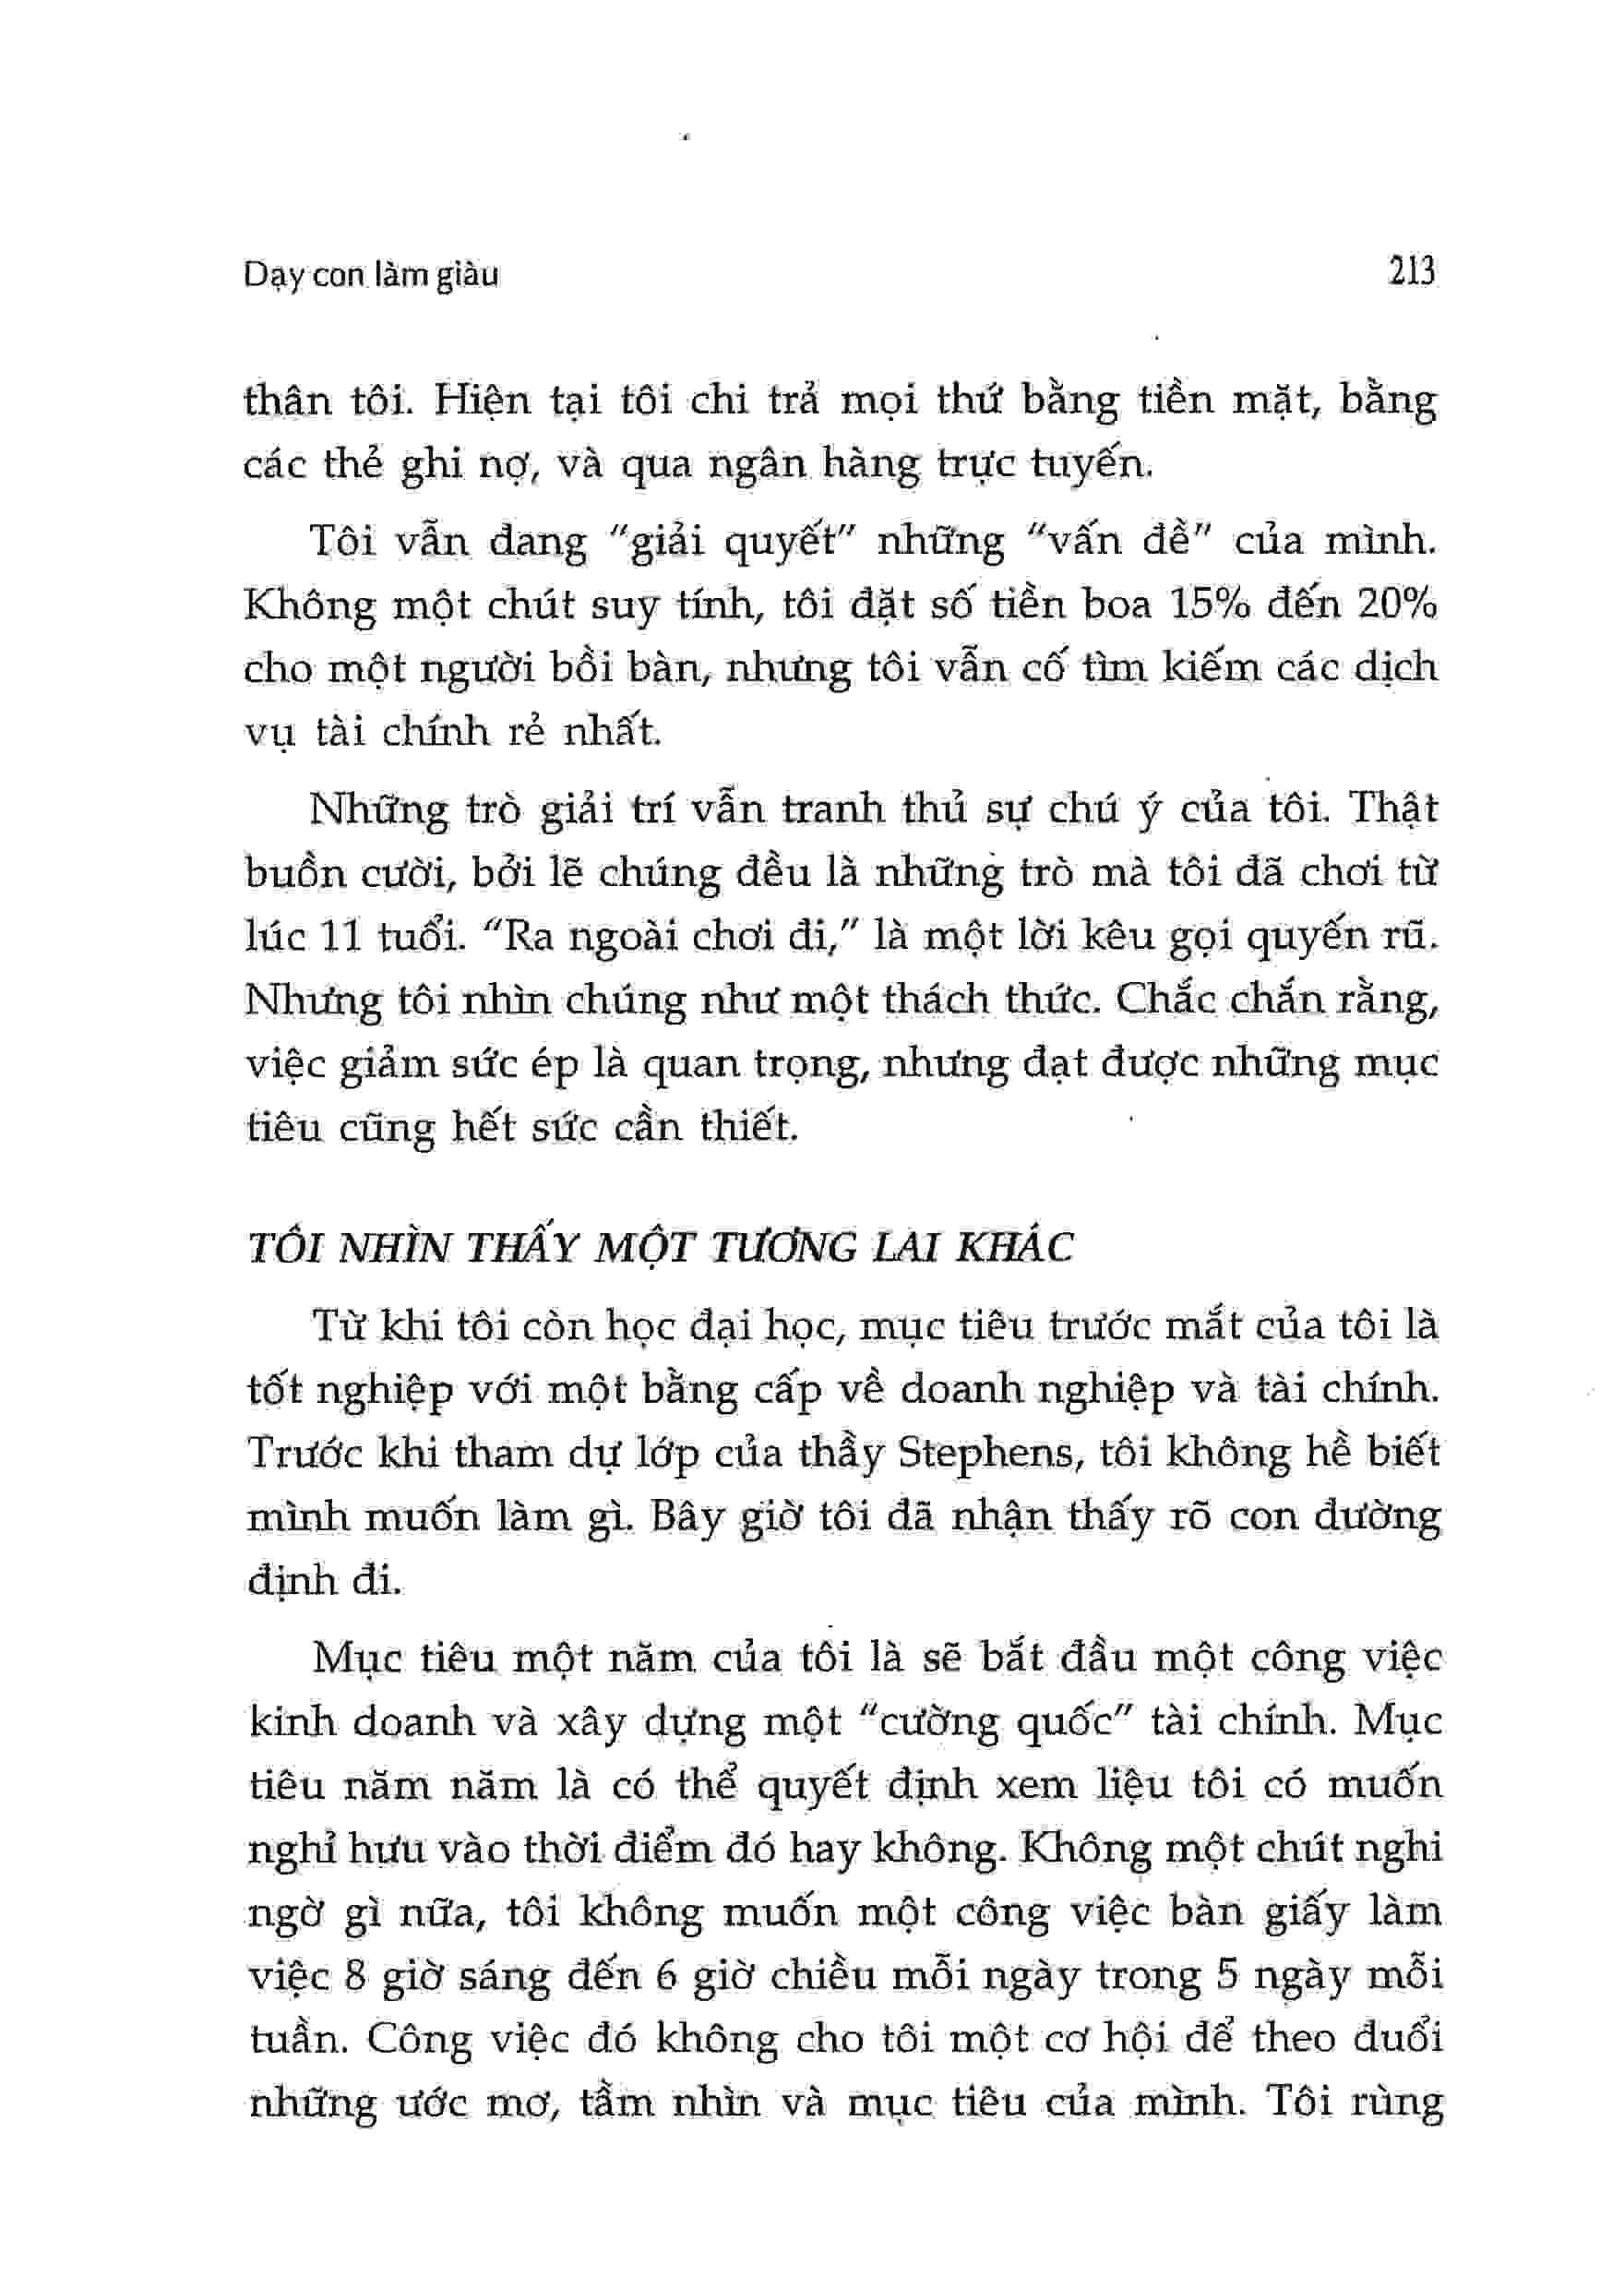 Dạy con làm giàu 213
thân tôi. Hiện tại tôi chi trả mọi thứ bằng tiền mặt, bằng
các thẻ ghi nợ, và qua ngân hàng trực tuyến.
Tôi vẫn đang "giải quyết" những "vấn đề" của mình.
Không một chút suy tính, tôi đặt số tiền boa 15% đến 20%
cho một người bồi bàn, nhưng tôi vẫn cố tìm kiếm các dịch
vụ tài chính rẻ nhất.
Những trò giải trí vẫn tranh thủ sự chú ý của tôi. Thật
buồn cười, bởi lẽ chúng đều là những trò mà tôi đã chơi từ
lúc 11 tuổi. "Ra ngoài chơi đi," là một lời kêu gọi quyến rũ.
Nhưng tôi nhìn chúng như một thách thức. Chắc chắn rằng,
việc giảm sức ép là quan trọng, nhưng đạt được những mục
tiêu cũng hết sức cần thiết.
TÔI NHÌN THẤY MỘT TƯƠNG LAI KHÁC
Từ khi tôi còn học đại học, mục tiêu trước mắt của tôi là
tốt nghiệp với một bằng cấp về doanh nghiệp và tài chính.
Trước khi tham dự lớp của thầy Stephens, tôi không hề biết
mình muốn làm gì. Bây giờ tôi đã nhận thấy rõ con đường
định đi.
Mục tiêu một năm của tôi là sẽ bắt đầu một công việc
kinh doanh và xây dựng một "cường quốc" tài chính. Mục
tiêu năm năm là có thể quyết định xem liệu tôi có muốn
nghỉ hưu vào thời điểm đó hay không. Không một chút nghi
ngờ gì nữa, tôi không muốn một công việc bàn giấy làm
việc 8 giờ sáng đến 6 giờ chiều mỗi ngày trong 5 ngày mỗi
tuần. Công việc đó không cho tôi một cơ hội để theo đuổi
những ước mơ, tầm nhìn và mục tiêu của mình. Tôi rùng